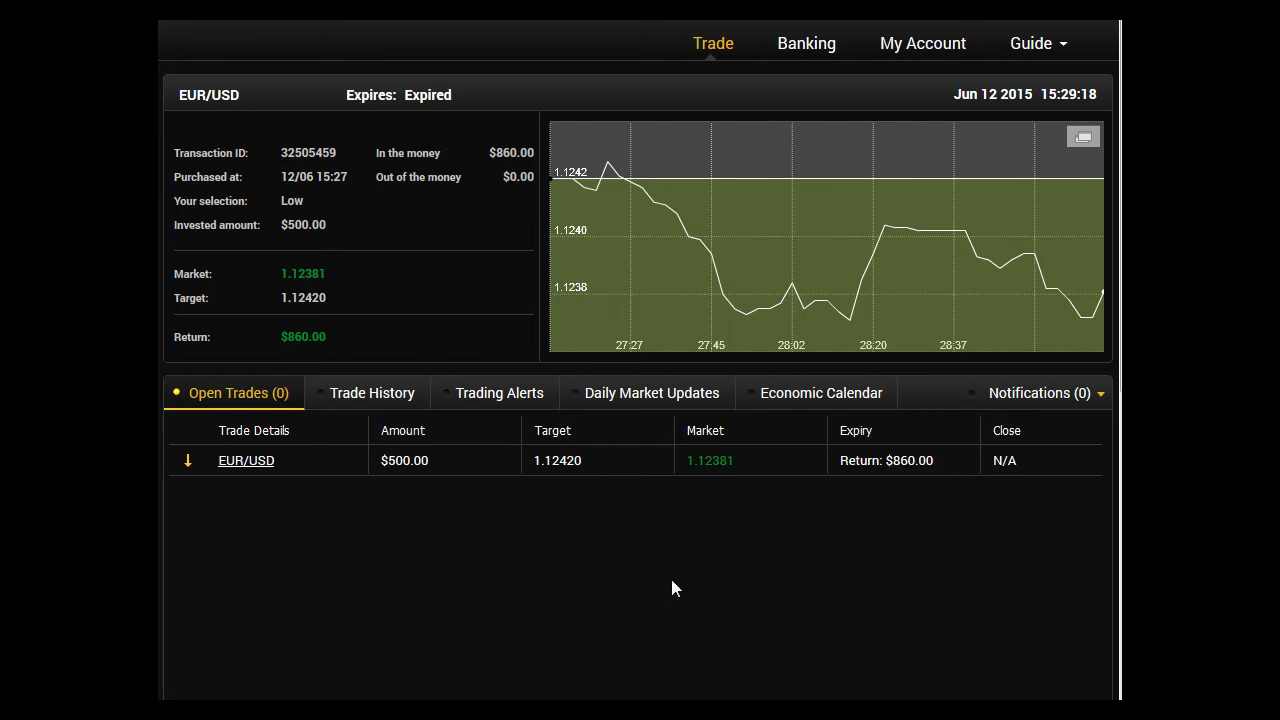 Trade Banking My Account Guide
EUR/USD Expires: Expired Jun 12 2015 15:29:18
Transaction ID: 32505459 In the money $860.00
Purchased at: 12/06 15:27 Out of the money $0.00
Your selection: Low
Invested amount: $500.00
Market: 1.12381
Target: 1.12420
Return: $860.00
1.1242
1.1240
1.1238
27:27 27:45 28:02 28:20 28:37
Open Trades (0) Trade History Trading Alerts Daily Market Updates Economic Calendar Notifications (0)
Trade Details Amount Target Market Expiry Close
EUR/USD $500.00 1.12420 1.12381 Return: $860.00 N/A